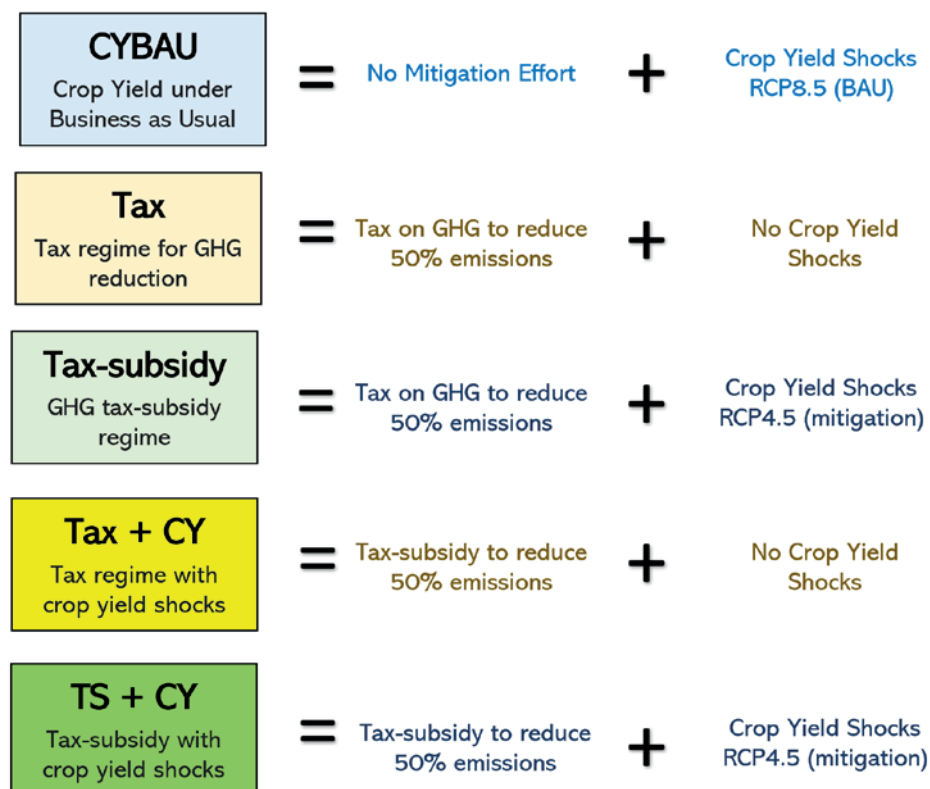 CYBAU
Crop Yield under
Business as Usual
=
No Mitigation Effort
+
Crop Yield Shocks
RCP8.5 (BAU)
Tax
Tax regime for GHG
reduction
=
Tax on GHG to reduce
50% emissions
+
No Crop Yield
Shocks
Tax-subsidy
GHG tax-subsidy
regime
=
Tax on GHG to reduce
50% emissions
+
Crop Yield Shocks
RCP4.5 (mitigation)
Tax + CY
Tax regime with
crop yield shocks
=
Tax-subsidy to reduce
50% emissions
+
No Crop Yield
Shocks
TS + CY
Tax-subsidy with
crop yield shocks
=
Tax-subsidy to reduce
50% emissions
+
Crop Yield Shocks
RCP4.5 (mitigation)